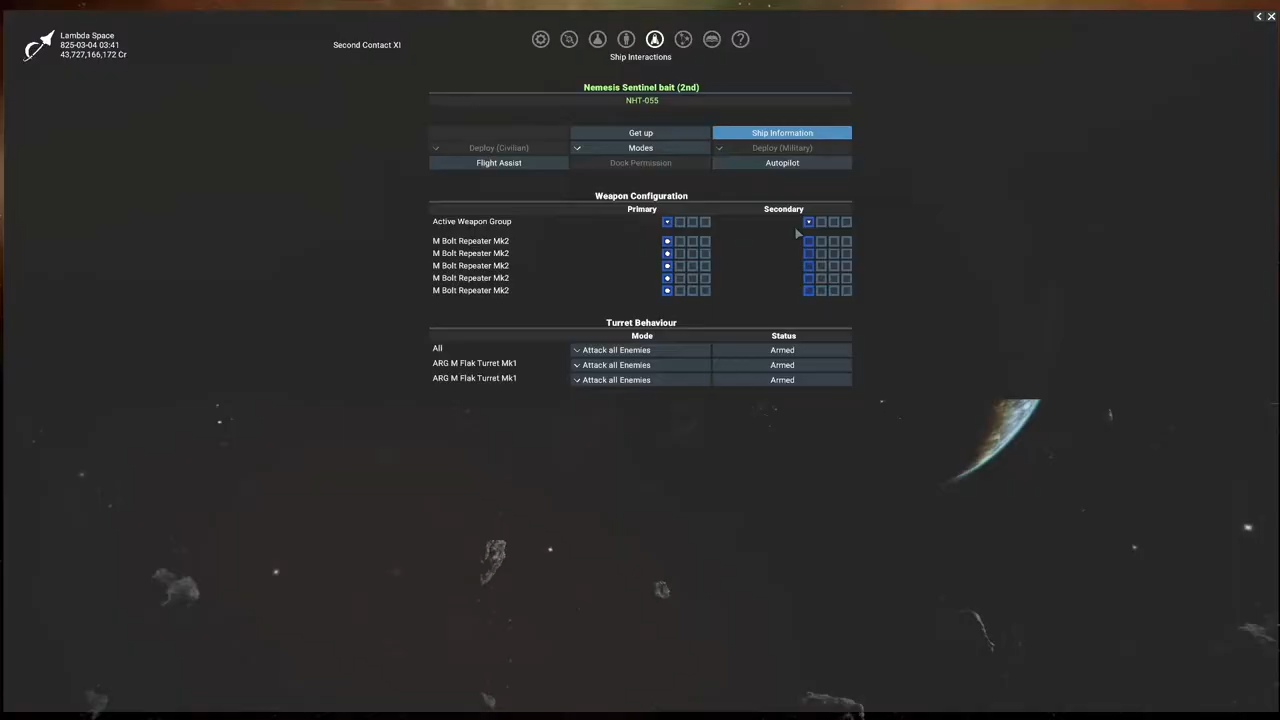 Lambda Space
825-03-04 03:41
43,727,166,172 Cr
Second Contact XI
Ship Interactions
Nemesis Sentinel bait (2nd)
NHT-055
Get up
Ship Information
Deploy (Civilian)
Modes
Deploy (Military)
Flight Assist
Dock Permission
Autopilot
Weapon Configuration
Primary
Secondary
Active Weapon Group
M Bolt Repeater Mk2
M Bolt Repeater Mk2
M Bolt Repeater Mk2
M Bolt Repeater Mk2
M Bolt Repeater Mk2
Turret Behaviour
Mode
Status
All
Attack all Enemies
Armed
ARG M Flak Turret Mk1
Attack all Enemies
Armed
ARG M Flak Turret Mk1
Attack all Enemies
Armed